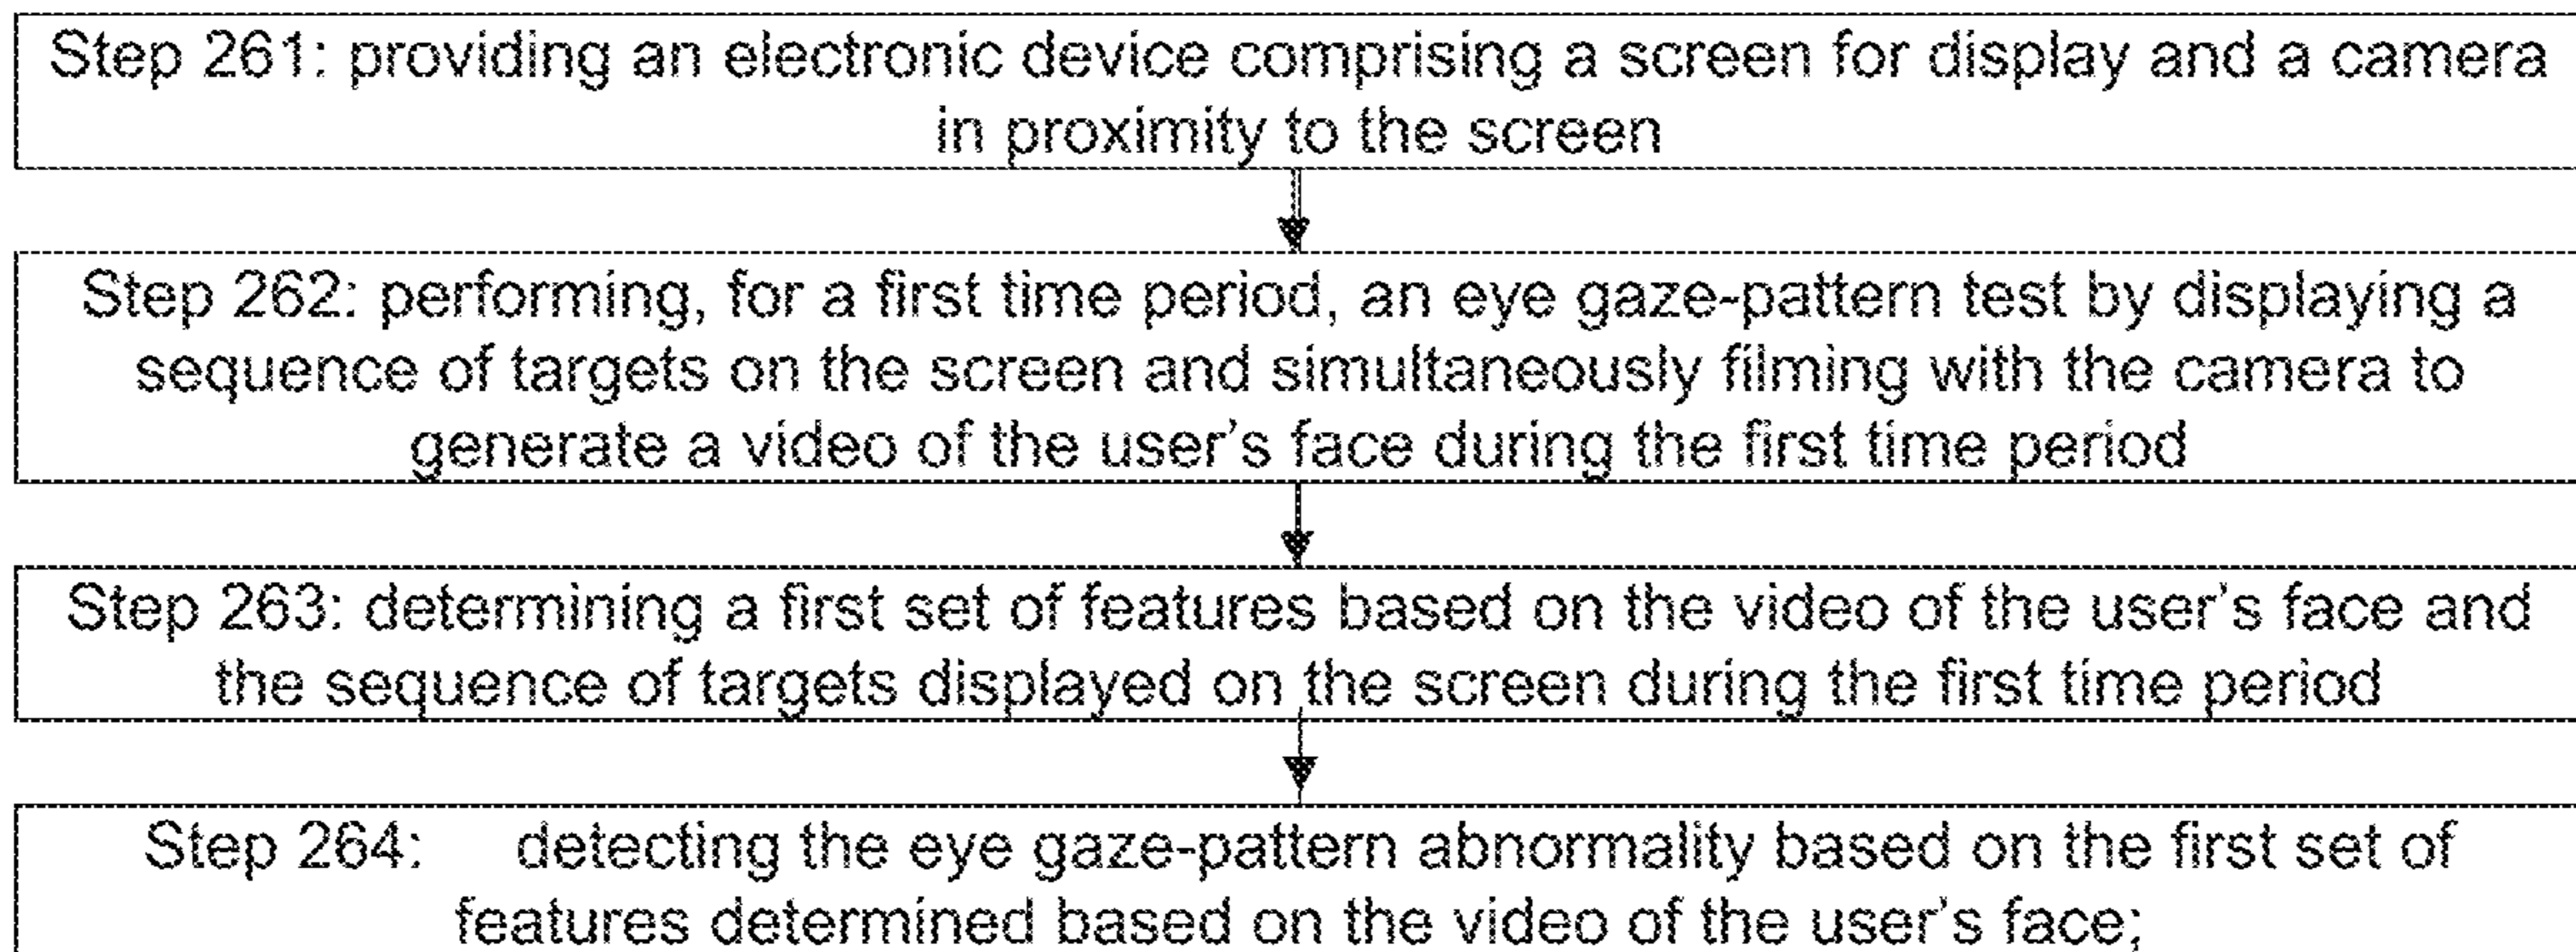 Step 261: providing an electronic device comprising a screen for display and a camera
in proximity to the screen
Step 262: performing, for a first time period, an eye gaze-pattern test by displaying a
sequence of targets on the screen and simultaneously filming with the camera to
generate a video of the user's face during the first time period
Step 263: determining a first set of features based on the video of the user's face and
the sequence of targets displayed on the screen during the first time period
Step 264: detecting the eye gaze-pattern abnormality based on the first set of
features determined based on the video of the user's face;